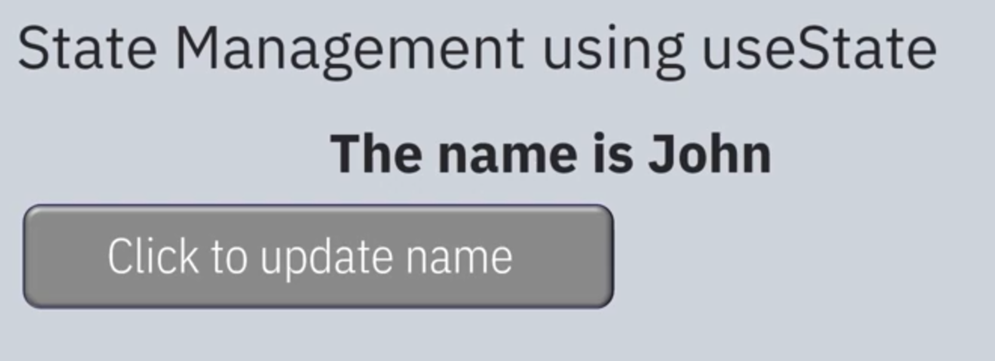 State Management using useState
The name is John
Click to update name